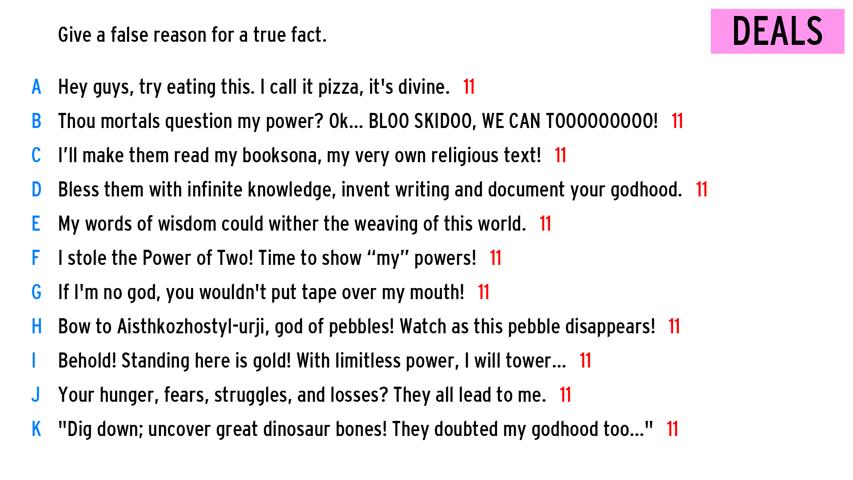 Give a false reason for a true fact.
DEALS
A Hey guys, try eating this. I call it pizza, it's divine. 11
B Thou mortals question my power? Ok... BLOO SKIDOO, WE CAN TOOOOOOOOO! 11
C I’ll make them read my booksona, my very own religious text! 11
D Bless them with infinite knowledge, invent writing and document your godhood. 11
E My words of wisdom could wither the weaving of this world. 11
F I stole the Power of Two! Time to show “my” powers! 11
G If I'm no god, you wouldn't put tape over my mouth! 11
H Bow to Aisthkozhostyl-urji, god of pebbles! Watch as this pebble disappears! 11
I Behold! Standing here is gold! With limitless power, I will tower... 11
J Your hunger, fears, struggles, and losses? They all lead to me. 11
K "Dig down; uncover great dinosaur bones! They doubted my godhood too..." 11